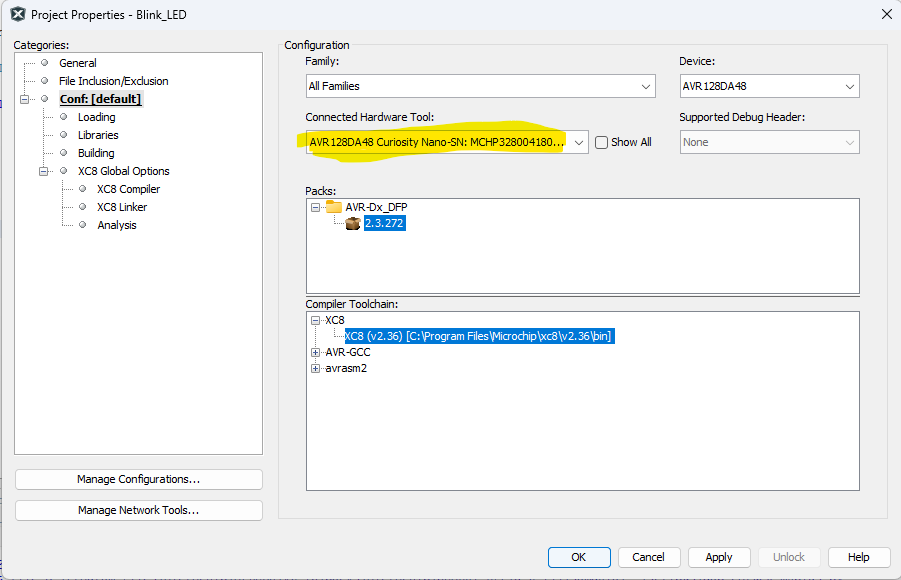 Project Properties - Blink_LED
Categories:
General
File Inclusion/Exclusion
Conf: [default]
Loading
Libraries
Building
XC8 Global Options
XC8 Compiler
XC8 Linker
Analysis
Manage Configurations...
Manage Network Tools...
Configuration
Family:
Device:
All Families
AVR128DA48
Connected Hardware Tool:
Supported Debug Header:
AVR128DA48 Curiosity Nano-SN: MCHP328004180...
Show All
None
Packs:
AVR-Dx_DFP
2.3.272
Compiler Toolchain:
XC8
XC8 (v2.36) [C:\Program Files\Microchip\xc8\v2.36\bin]
AVR-GCC
avrasm2
OK
Cancel
Apply
Unlock
Help